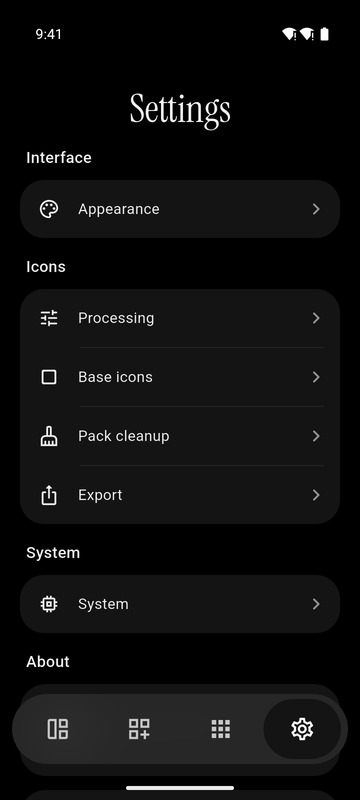 9:41
Settings
Interface
Appearance
Icons
Processing
Base icons
Pack cleanup
Export
System
System
About